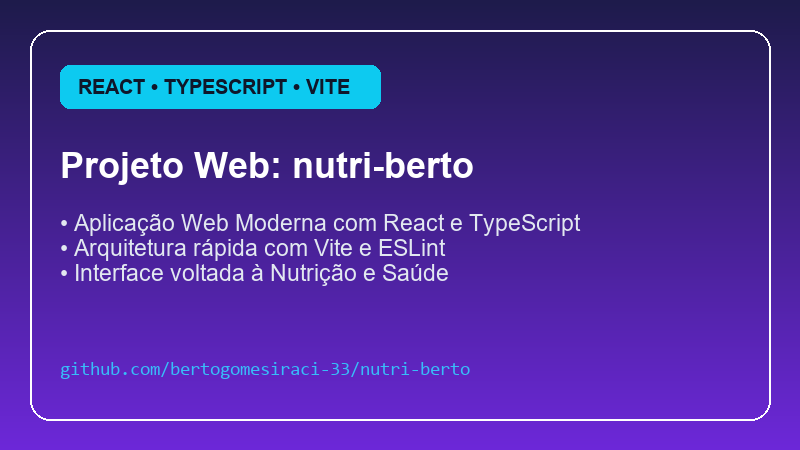 REACT • TYPESCRIPT • VITE
Projeto Web: nutri-berto
• Aplicação Web Moderna com React e TypeScript
• Arquitetura rápida com Vite e ESLint
• Interface voltada à Nutrição e Saúde
github.com/bertogomesiraci-33/nutri-berto